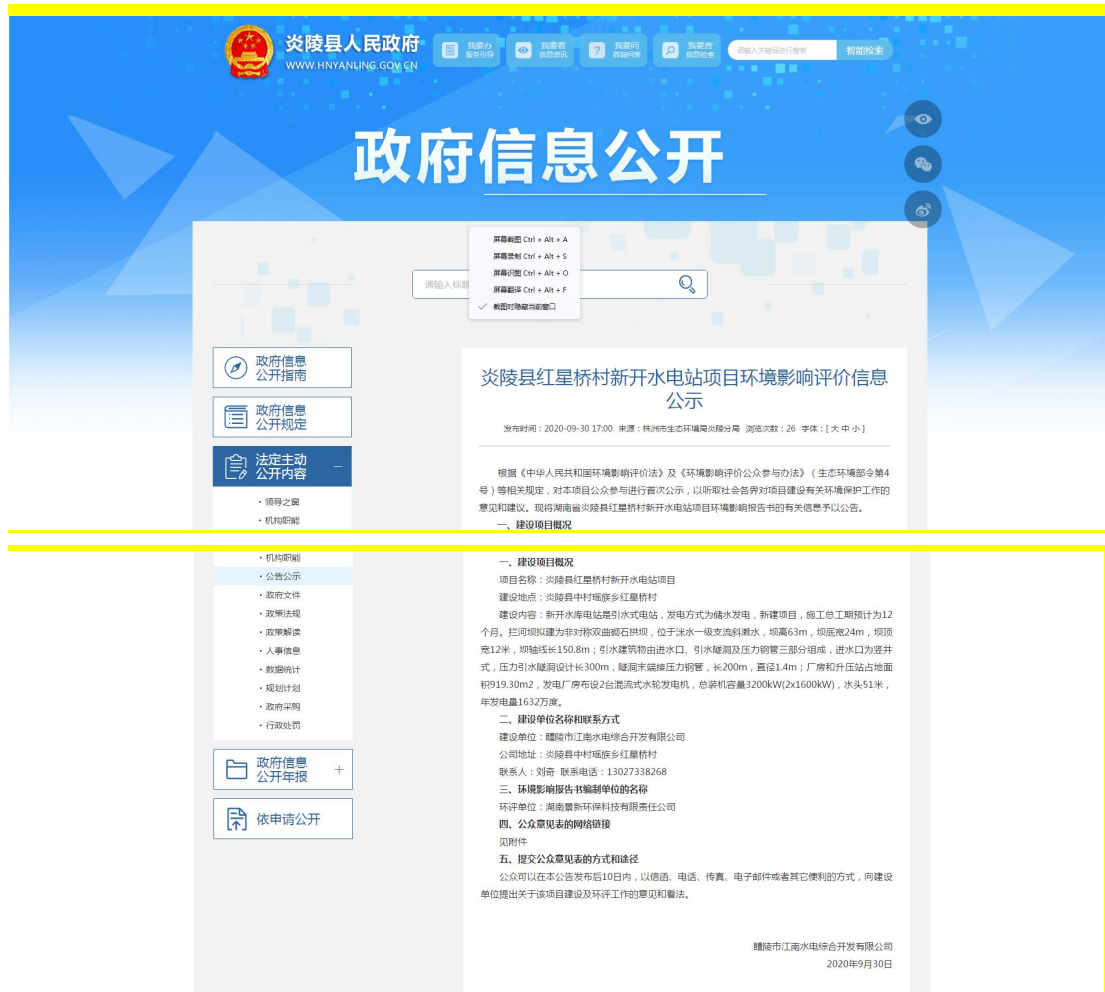 炎陵县人民政府
WWW.HNYANLING.GOV.CN
我要办
服务引导
我要看
信息资讯
我要问
咨询问答
我要查
信息检索
请输入关键词进行搜索
智能检索
政府信息公开
屏幕截图 Ctrl + Alt + A
屏幕录制 Ctrl + Alt + S
屏幕识图 Ctrl + Alt + O
屏幕翻译 Ctrl + Alt + F
截图时隐藏当前窗口
请输入标题
政府信息
公开指南
政府信息
公开规定
法定主动
公开内容
·领导之窗
·机构职能
炎陵县红星桥村新开水电站项目环境影响评价信息
公示
发布时间：2020-09-30 17:00 来源：株洲市生态环境局炎陵分局 浏览次数：26 字体：[ 大 中 小 ]
根据《中华人民共和国环境影响评价法》及《环境影响评价公众参与办法》（生态环境部令第4
号）等相关规定，对本项目公众参与进行首次公示，以听取社会各界对项目建设有关环境保护工作的
意见和建议。现将湖南省炎陵县红星桥村新开水电站项目环境影响报告书的有关信息予以公告。
一、建设项目概况
·机构职能
·公告公示
·政府文件
·政策法规
·政策解读
·人事信息
·数据统计
·规划计划
·政府采购
·行政处罚
政府信息
公开年报
依申请公开
一、建设项目概况
项目名称：炎陵县红星桥村新开水电站项目
建设地点：炎陵县中村瑶族乡红星桥村
建设内容：新开水库电站是引水式电站，发电方式为储水发电，新建项目，施工总工期预计为12
个月。拦河坝拟建为非对称双曲砌石拱坝，位于洣水一级支流斜濑水，坝高63m，坝底宽24m，坝顶
宽12米，坝轴线长150.8m；引水建筑物由进水口、引水隧洞及压力钢管三部分组成，进水口为竖井
式，压力引水隧洞设计长300m，隧洞末端接压力钢管，长200m，直径1.4m；厂房和升压站占地面
积919.30m2，发电厂房布设2台混流式水轮发电机，总装机容量3200kW(2x1600kW)，水头51米，
年发电量1632万度。
二、建设单位名称和联系方式
建设单位：醴陵市江南水电综合开发有限公司
公司地址：炎陵县中村瑶族乡红星桥村
联系人：刘奇 联系电话：13027338268
三、环境影响报告书编制单位的名称
环评单位：湖南景新环保科技有限责任公司
四、公众意见表的网络链接
见附件
五、提交公众意见表的方式和途径
公众可以在本公告发布后10日内，以信函、电话、传真、电子邮件或者其它便利的方式，向建设
单位提出关于该项目建设及环评工作的意见和看法。
醴陵市江南水电综合开发有限公司
2020年9月30日